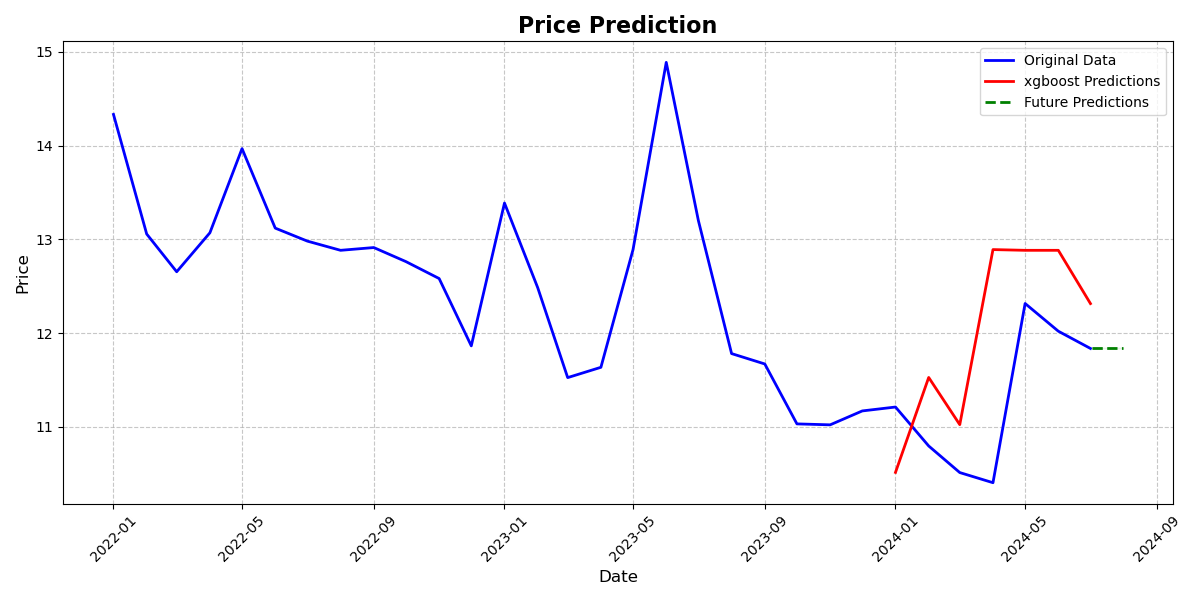 Price Prediction
15
14
13
12
11
Price
Original Data
xgboost Predictions
Future Predictions
2022-01
2022-05
2022-09
2023-01
2023-05
2023-09
2024-01
2024-05
2024-09
Date